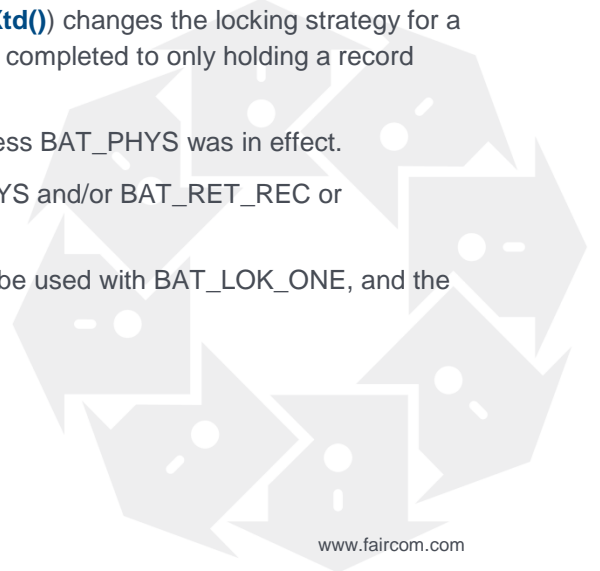 Xtd()) changes the locking strategy for a
completed to only holding a record
ess BAT_PHYS was in effect.
YS and/or BAT_RET_REC or
be used with BAT_LOK_ONE, and the
www.faircom.com